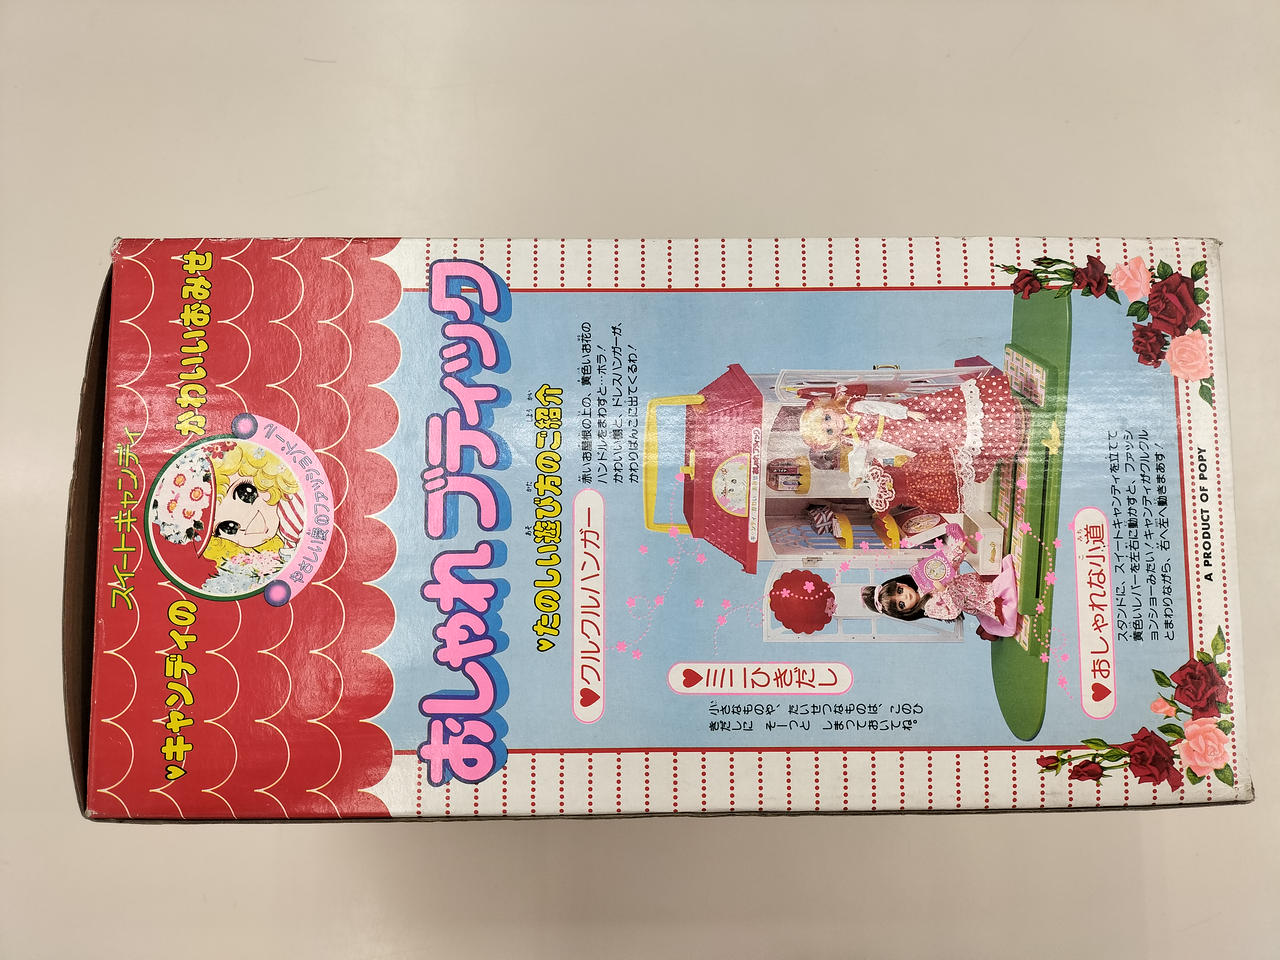 スイートキャンディ
♥キャンディの
かわいいおみせ
やさしい愛のファッションドール
おしゃれブティック
♥たのしい遊び方のご紹介
♥クルクルハンガー
赤いお屋根の上の、黄色いお花の
ハンドルをまわすと…ホラ!
かわいい棚と、ドレスハンガーが、
かわりばんこに出てくるわ!
♥ミニひきだし
小さなものや、たいせつなものは、このひ
きだしに そーっと しまっておいてね。
♥おしゃれな小道
スタンドに、スイートキャンディを立てて
黄色いレバーを左右に動かすと、ファッシ
ョンショーみたい!キャンディがクルクル
とまわりながら、右へ左へ動きまあす!
A PRODUCT OF POPY